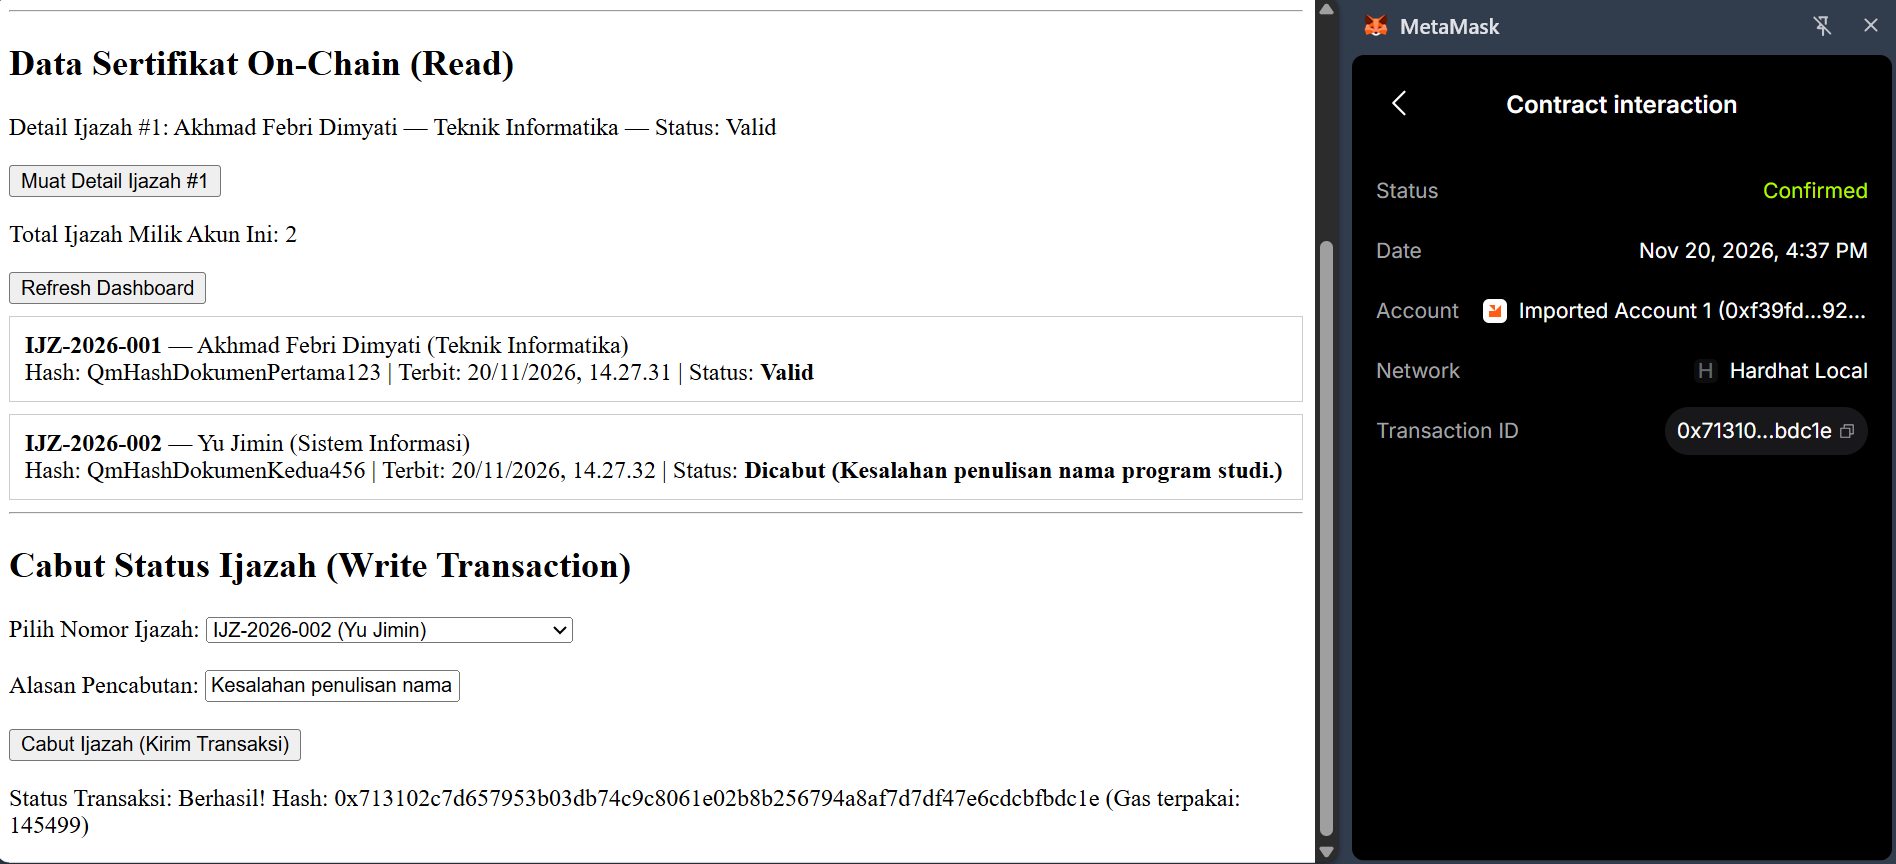 Data Sertifikat On-Chain (Read)
Detail Ijazah #1: Akhmad Febri Dimyati — Teknik Informatika — Status: Valid
Muat Detail Ijazah #1
Total Ijazah Milik Akun Ini: 2
Refresh Dashboard
IJZ-2026-001 — Akhmad Febri Dimyati (Teknik Informatika)
Hash: QmHashDokumenPertama123 | Terbit: 20/11/2026, 14.27.31 | Status: Valid
IJZ-2026-002 — Yu Jimin (Sistem Informasi)
Hash: QmHashDokumenKedua456 | Terbit: 20/11/2026, 14.27.32 | Status: Dicabut (Kesalahan penulisan nama program studi.)
Cabut Status Ijazah (Write Transaction)
Pilih Nomor Ijazah: IJZ-2026-002 (Yu Jimin)
Alasan Pencabutan: Kesalahan penulisan nama
Cabut Ijazah (Kirim Transaksi)
Status Transaksi: Berhasil! Hash: 0x713102c7d657953b03db74c9c8061e02b8b256794a8af7d7df47e6cdcbfbdc1e (Gas terpakai:
145499)
MetaMask
Contract interaction
Status Confirmed
Date Nov 20, 2026, 4:37 PM
Account Imported Account 1 (0xf39fd...92...
Network H Hardhat Local
Transaction ID 0x71310...bdc1e